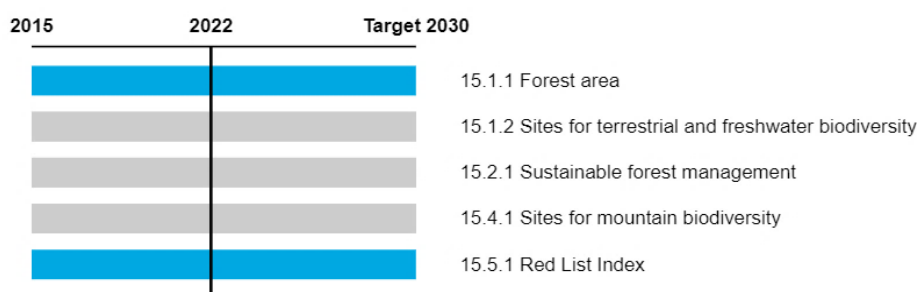 2015 2022 Target 2030
15.1.1 Forest area
15.1.2 Sites for terrestrial and freshwater biodiversity
15.2.1 Sustainable forest management
15.4.1 Sites for mountain biodiversity
15.5.1 Red List Index